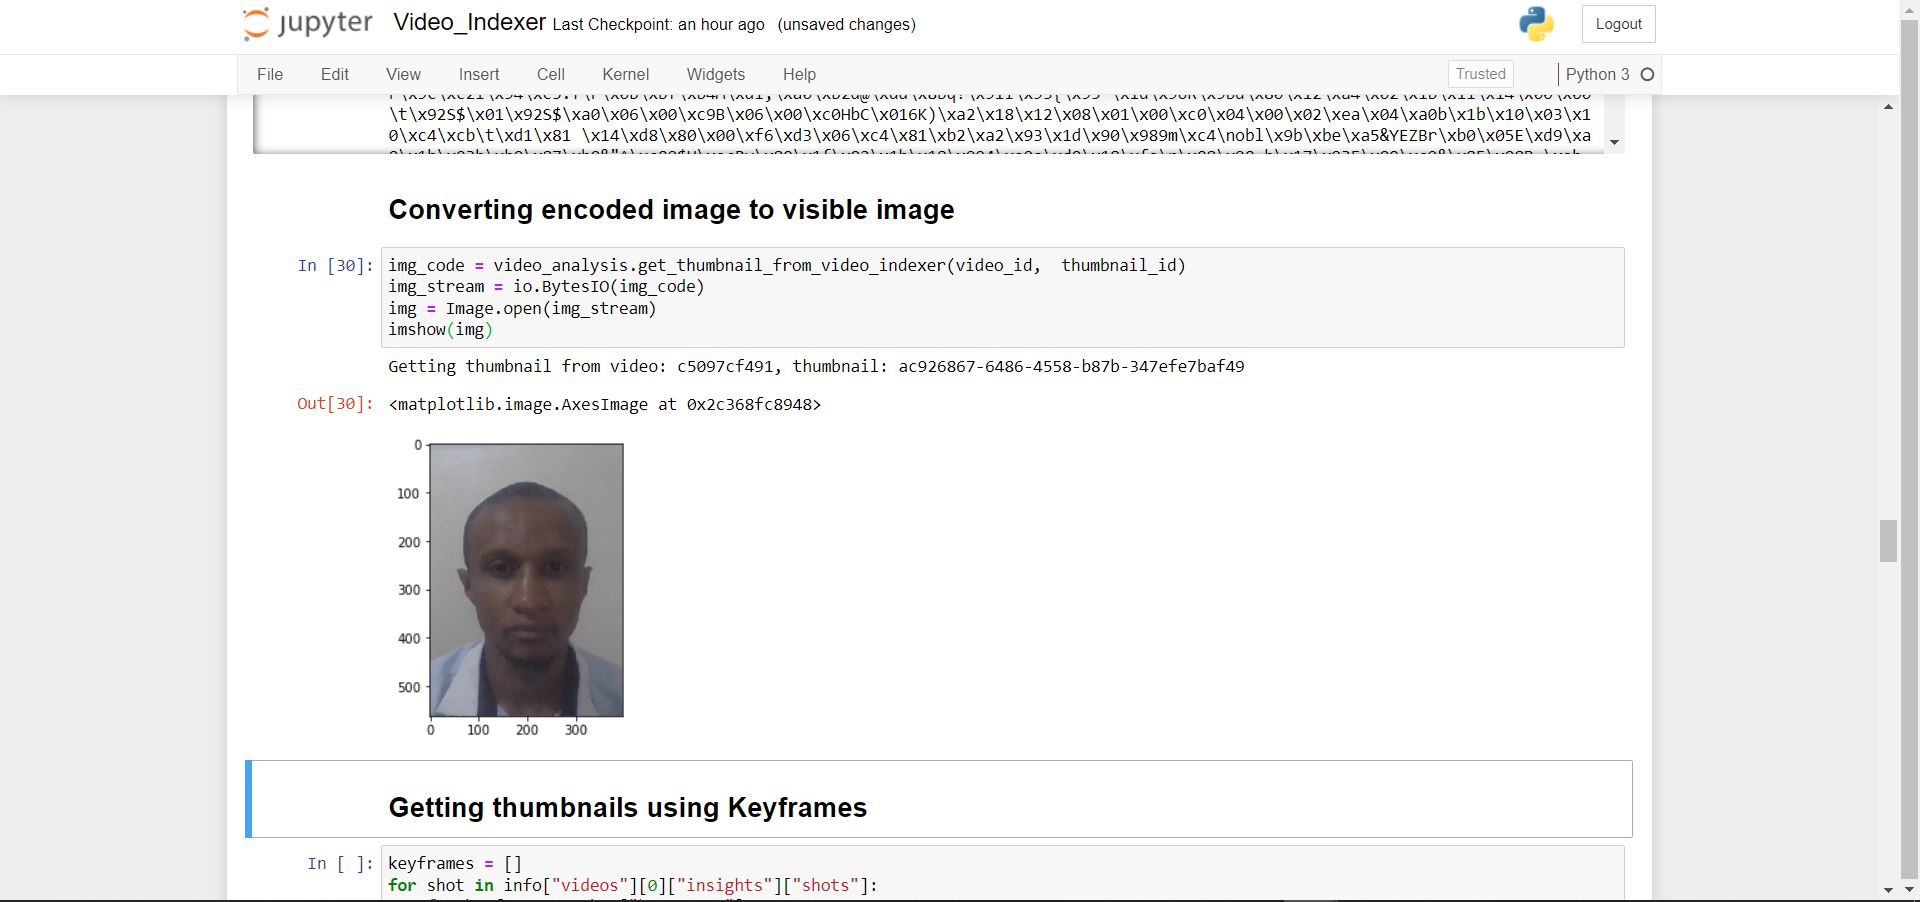 jupyter Video_Indexer Last Checkpoint: an hour ago (unsaved changes)
Logout
File Edit View Insert Cell Kernel Widgets Help
Trusted
Python 3
\t\x92S$\x01\x92S$\xa0\x06\x00\xc9B\x06\x00\xc0HbC\x016K)\xa2\x18\x12\x08\x01\x00\xc0\x04\x00\x02\xea\x04\xa0b\x1b\x10\x03\x1
0\xc4\xcb\t\xd1\x81 \x14\xd8\x80\x00\xf6\xd3\x06\xc4\x81\xb2\xa2\x93\x1d\x90\x989m\xc4\nobl\x9b\xbe\xa5&YEZBr\xb0\x05E\xd9\xa
Converting encoded image to visible image
In [30]:
img_code = video_analysis.get_thumbnail_from_video_indexer(video_id,  thumbnail_id)
img_stream = io.BytesIO(img_code)
img = Image.open(img_stream)
imshow(img)
Getting thumbnail from video: c5097cf491, thumbnail: ac926867-6486-4558-b87b-347efe7baf49
Out[30]: <matplotlib.image.AxesImage at 0x2c368fc8948>
0
100
200
300
400
500
0 100 200 300
Getting thumbnails using Keyframes
In [ ]:
keyframes = []
for shot in info["videos"][0]["insights"]["shots"]: